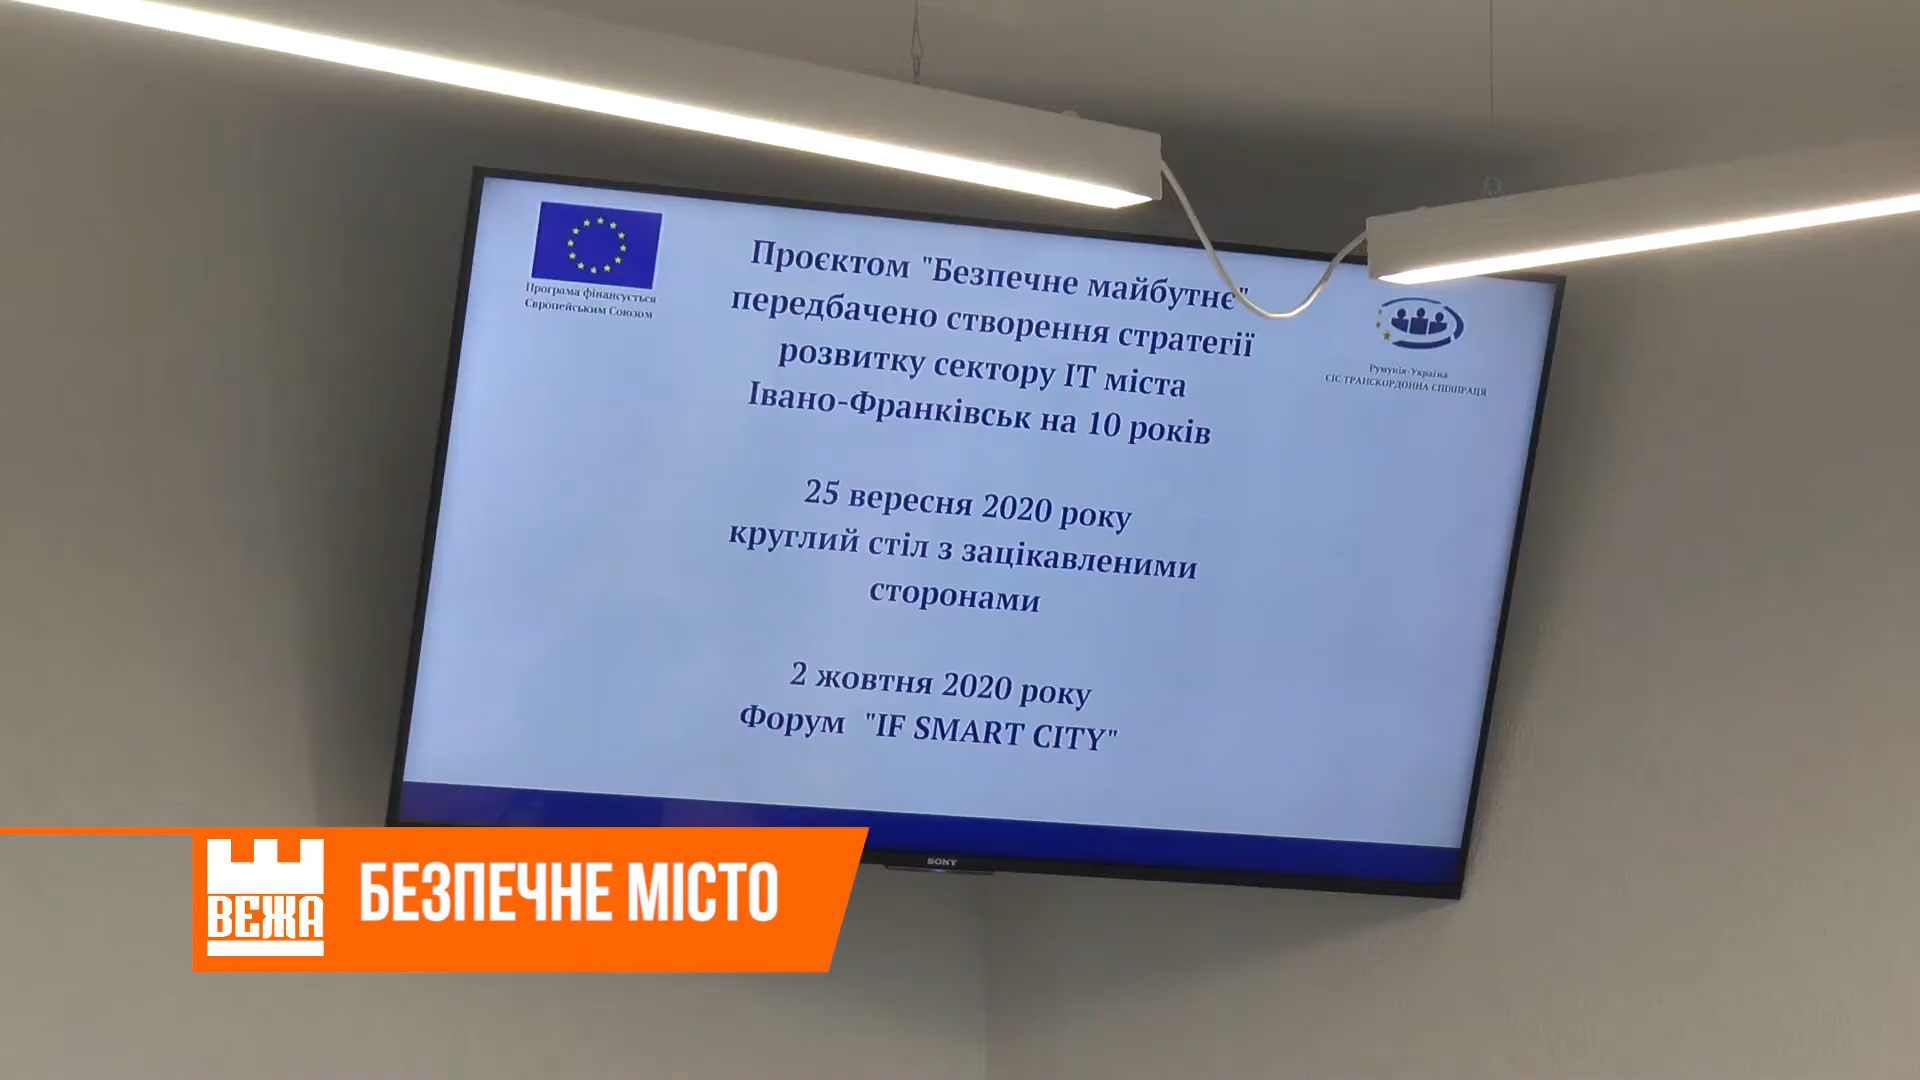 Програма фінансується
Європейським Союзом
Проєктом "Безпечне майбутнє"
передбачено створення стратегії
розвитку сектору ІТ міста
Івано-Франківськ на 10 років
Румунія-Україна
ЄІС ТРАНСКОРДОННА СПІВПРАЦЯ
25 вересня 2020 року
круглий стіл з зацікавленими
сторонами
2 жовтня 2020 року
Форум "IF SMART CITY"
SONY
ВЕЖА
БЕЗПЕЧНЕ МІСТО